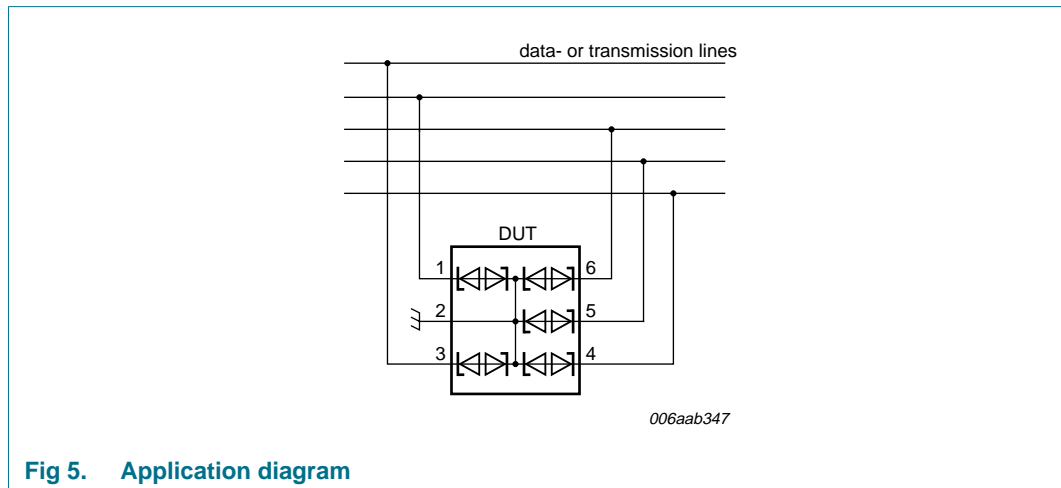 data- or transmission lines
DUT
1 6
2 5
3 4
006aab347
Fig 5. Application diagram